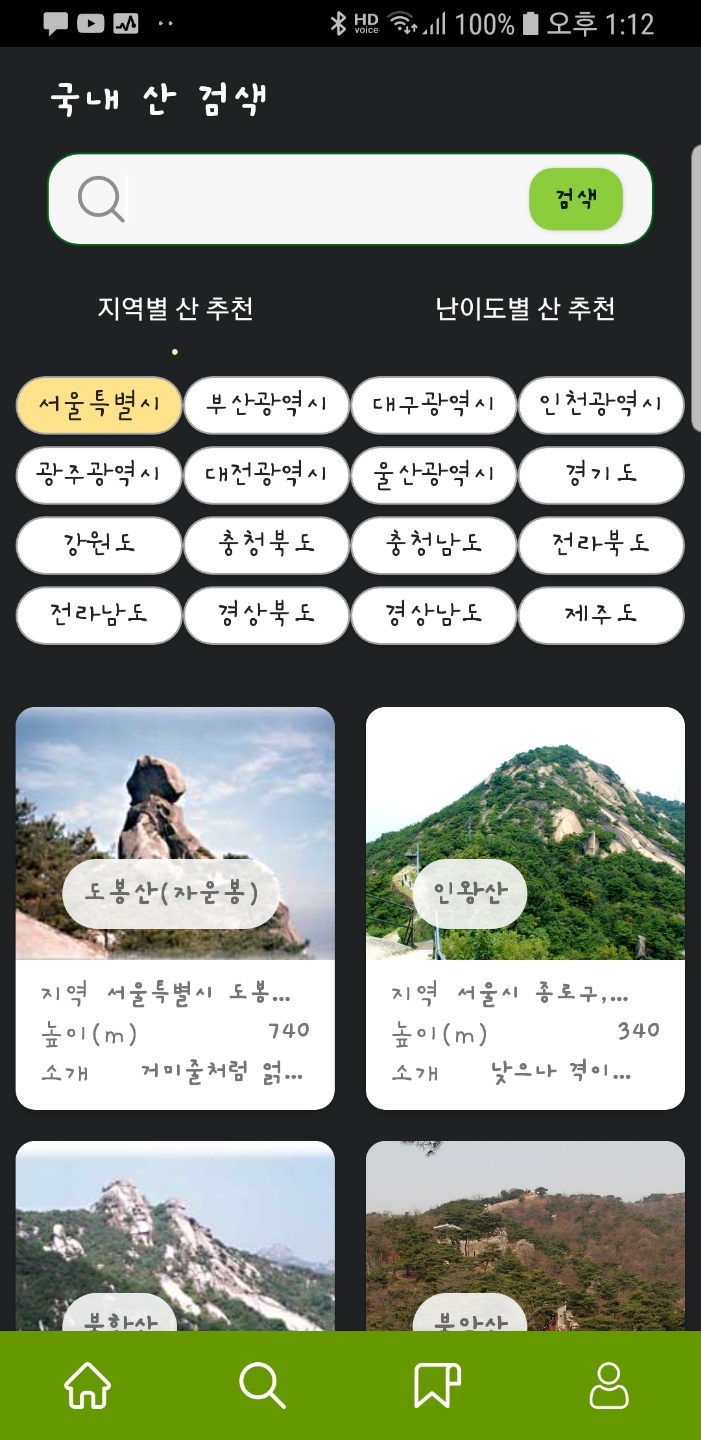 HD voice 100% 오후 1:12
국내 산 검색
검색
지역별 산 추천 난이도별 산 추천
서울특별시 부산광역시 대구광역시 인천광역시
광주광역시 대전광역시 울산광역시 경기도
강원도 충청북도 충청남도 전라북도
전라남도 경상북도 경상남도 제주도
도봉산(자운봉) 인왕산
지역 서울특별시 도봉... 지역 서울시 종로구,...
높이(m) 740 높이(m) 340
소개 거미줄처럼 얽... 소개 낮으나 격이...
북한산